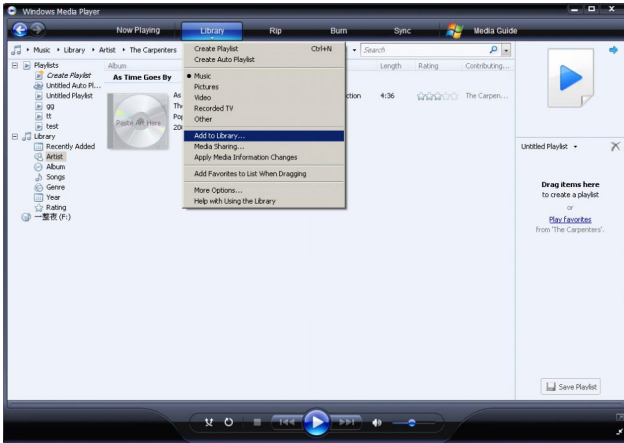 Windows Media Player
Now Playing Library Rip Burn Sync Media Guide
Music Library Artist The Carpenters
Search
Create Playlist Ctrl+N
Create Auto Playlist
Music
Pictures
Video
Recorded TV
Other
Add to Library...
Media Sharing...
Apply Media Information Changes
Add Favorites to List When Dragging
More Options...
Help with Using the Library
Playlists
Create Playlist
Untitled Auto Pl...
Untitled Playlist
gg
tt
test
Library
Recently Added
Artist
Album
Songs
Genre
Year
Rating
一整夜 (F:)
Album Length Rating Contributing...
As Time Goes By
Paste Art Here
As
Pop
200
ction 4:36 The Carpen...
Untitled Playlist
Drag items here
to create a playlist
or
Play favorites
from 'The Carpenters'.
Save Playlist